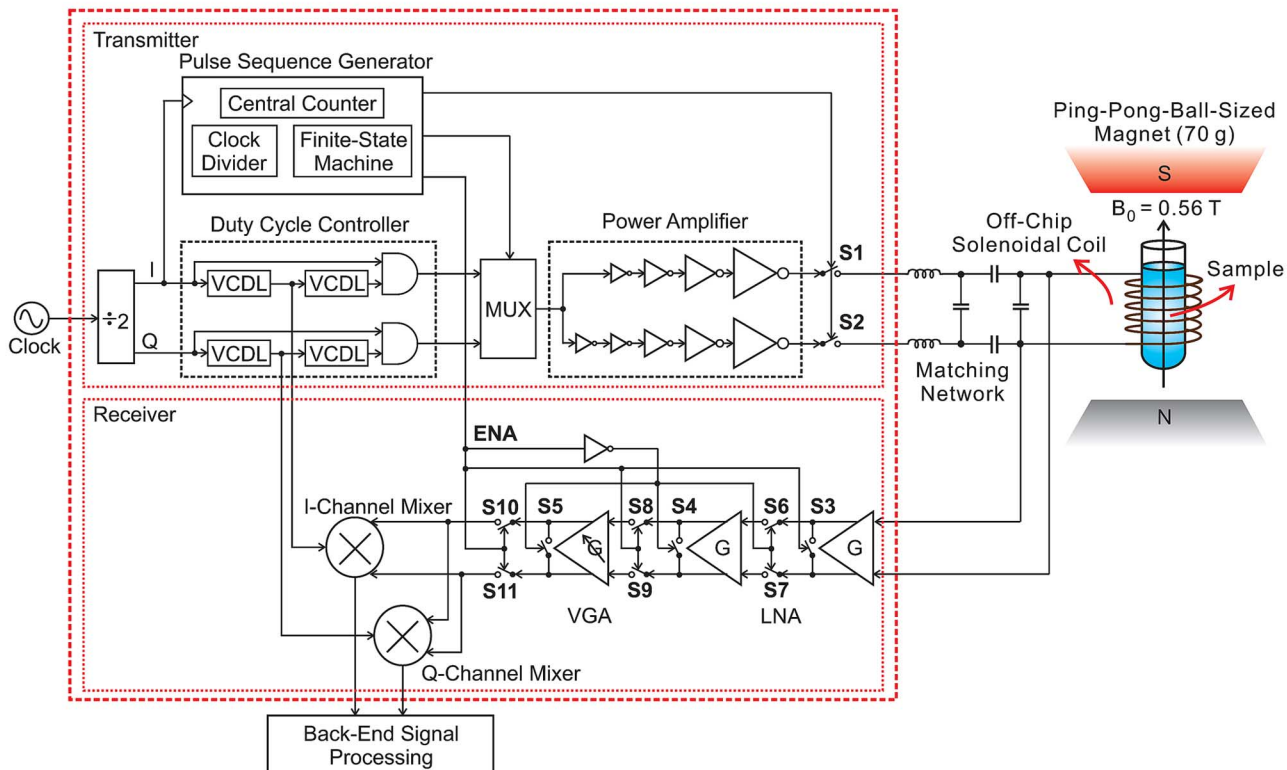 Transmitter
Pulse Sequence Generator
Central Counter
Clock
Divider
Finite-State
Machine
Duty Cycle Controller
Power Amplifier
I
VCDL
VCDL
÷2
Clock
Q
VCDL
VCDL
MUX
S1
S2
Matching
Network
Off-Chip
Solenoidal Coil
Ping-Pong-Ball-Sized
Magnet (70 g)
S
B0 = 0.56 T
Sample
N
Receiver
ENA
I-Channel Mixer
S10
S5
S8
S4
S6
S3
G
G
G
S11
S9
S7
VGA
LNA
Q-Channel Mixer
Back-End Signal
Processing